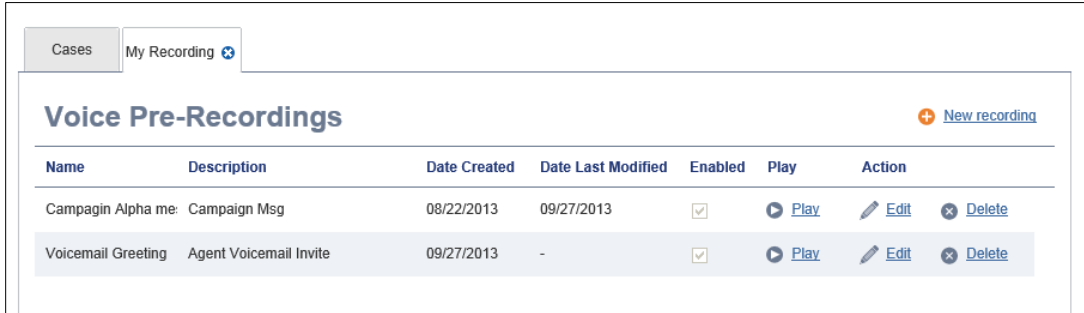 Cases My Recording
Voice Pre-Recordings New recording
Name Description Date Created Date Last Modified Enabled Play Action
Campagin Alpha mes Campaign Msg 08/22/2013 09/27/2013 Play Edit Delete
Voicemail Greeting Agent Voicemail Invite 09/27/2013 - Play Edit Delete